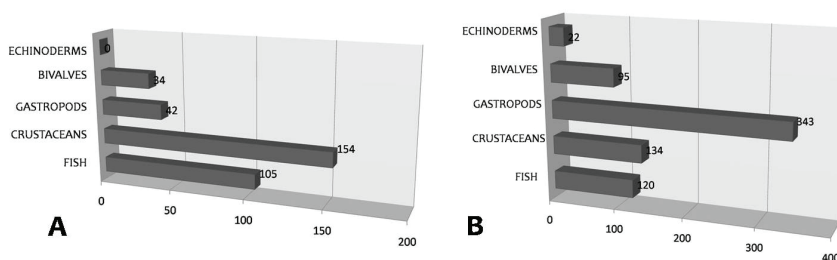 ECHINODERMS 0
BIVALVES 34
GASTROPODS 42
CRUSTACEANS 154
FISH 105
0 50 100 150 200
A
ECHINODERMS 22
BIVALVES 95
GASTROPODS 343
CRUSTACEANS 134
FISH 120
0 100 200 300 400
B